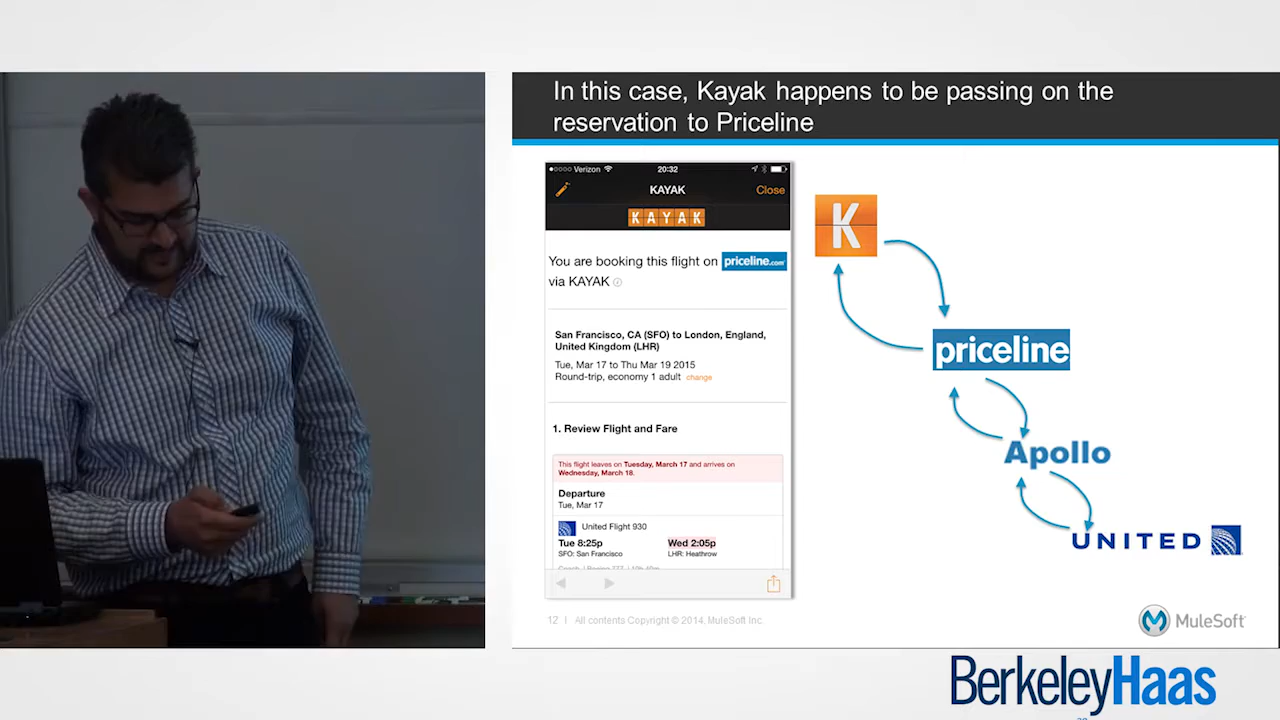 In this case, Kayak happens to be passing on the
reservation to Priceline
Verizon 20:32
KAYAK Close
KAYAK
You are booking this flight on priceline.com
via KAYAK
San Francisco, CA (SFO) to London, England,
United Kingdom (LHR)
Tue, Mar 17 to Thu Mar 19 2015
Round-trip, economy 1 adult change
1. Review Flight and Fare
This flight leaves on Tuesday, March 17 and arrives on
Wednesday, March 18.
Departure
Tue, Mar 17
United Flight 930
Tue 8:25p Wed 2:05p
SFO: San Francisco LHR: Heathrow
K
priceline
Apollo
UNITED
12 | All contents Copyright © 2014, MuleSoft Inc.
MuleSoft
BerkeleyHaas